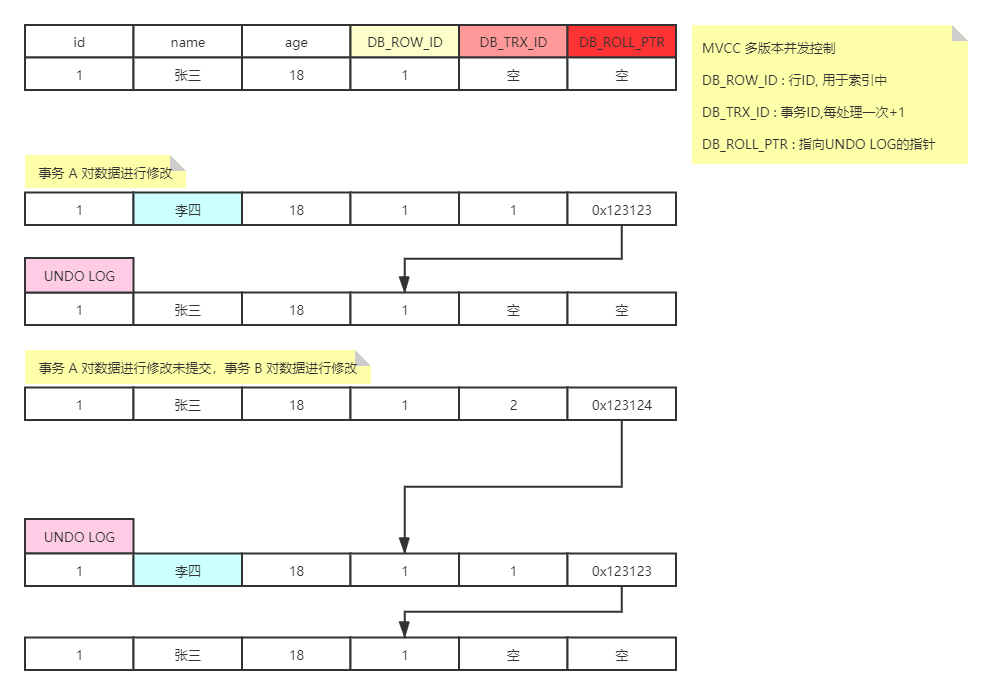 id name age DB_ROW_ID DB_TRX_ID DB_ROLL_PTR
1 张三 18 1 空 空
MVCC 多版本并发控制
DB_ROW_ID : 行ID, 用于索引中
DB_TRX_ID : 事务ID,每处理一次+1
DB_ROLL_PTR : 指向UNDO LOG的指针
事务 A 对数据进行修改
1 李四 18 1 1 0x123123
UNDO LOG
1 张三 18 1 空 空
事务 A 对数据进行修改未提交，事务 B 对数据进行修改
1 张三 18 1 2 0x123124
UNDO LOG
1 李四 18 1 1 0x123123
1 张三 18 1 空 空